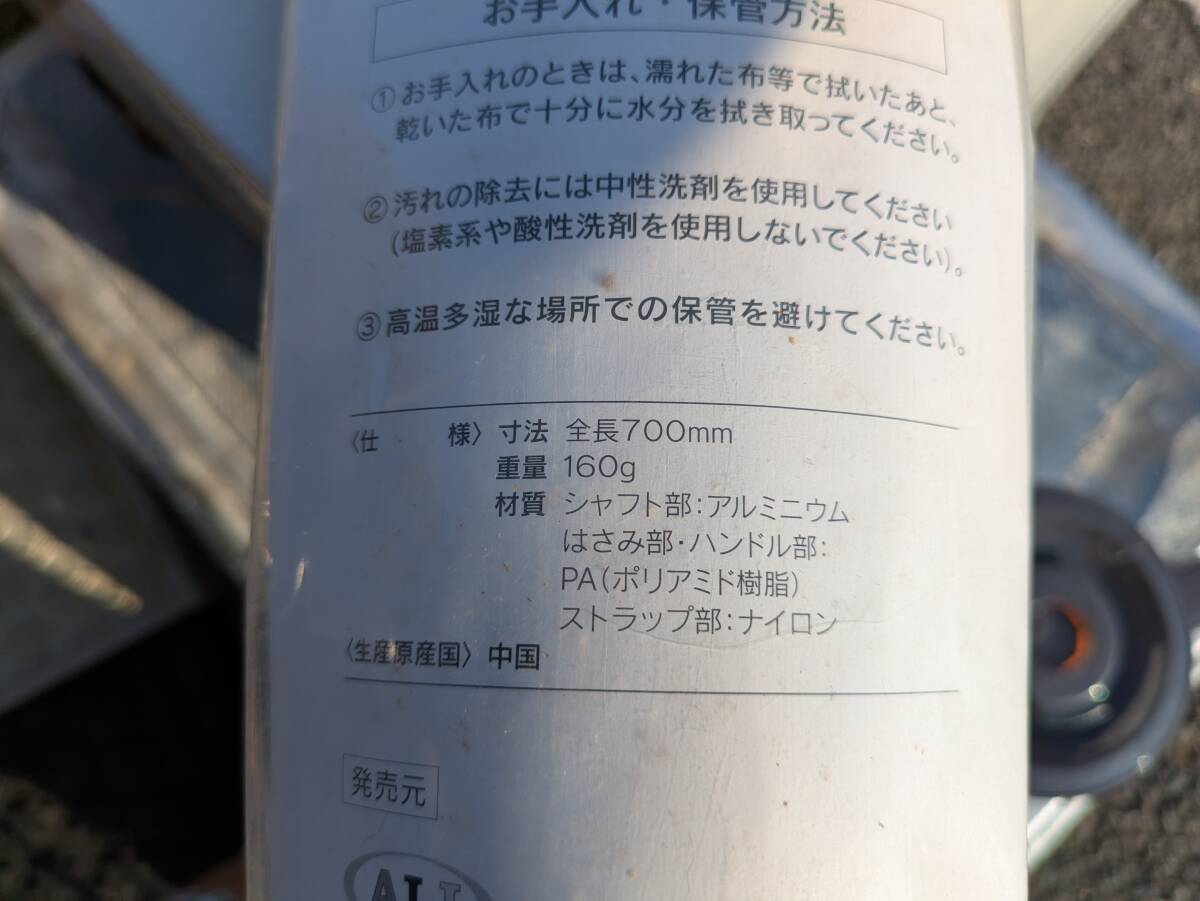 お手入れ・保管方法
①お手入れのときは、濡れた布等で拭いたあと、
乾いた布で十分に水分を拭き取ってください。
②汚れの除去には中性洗剤を使用してください
(塩素系や酸性洗剤を使用しないでください)。
③高温多湿な場所での保管を避けてください。
〈仕 様〉寸法 全長700mm
重量 160g
材質 シャフト部:アルミニウム
はさみ部・ハンドル部:
PA(ポリアミド樹脂)
ストラップ部:ナイロン
〈生産原産国〉中国
発売元